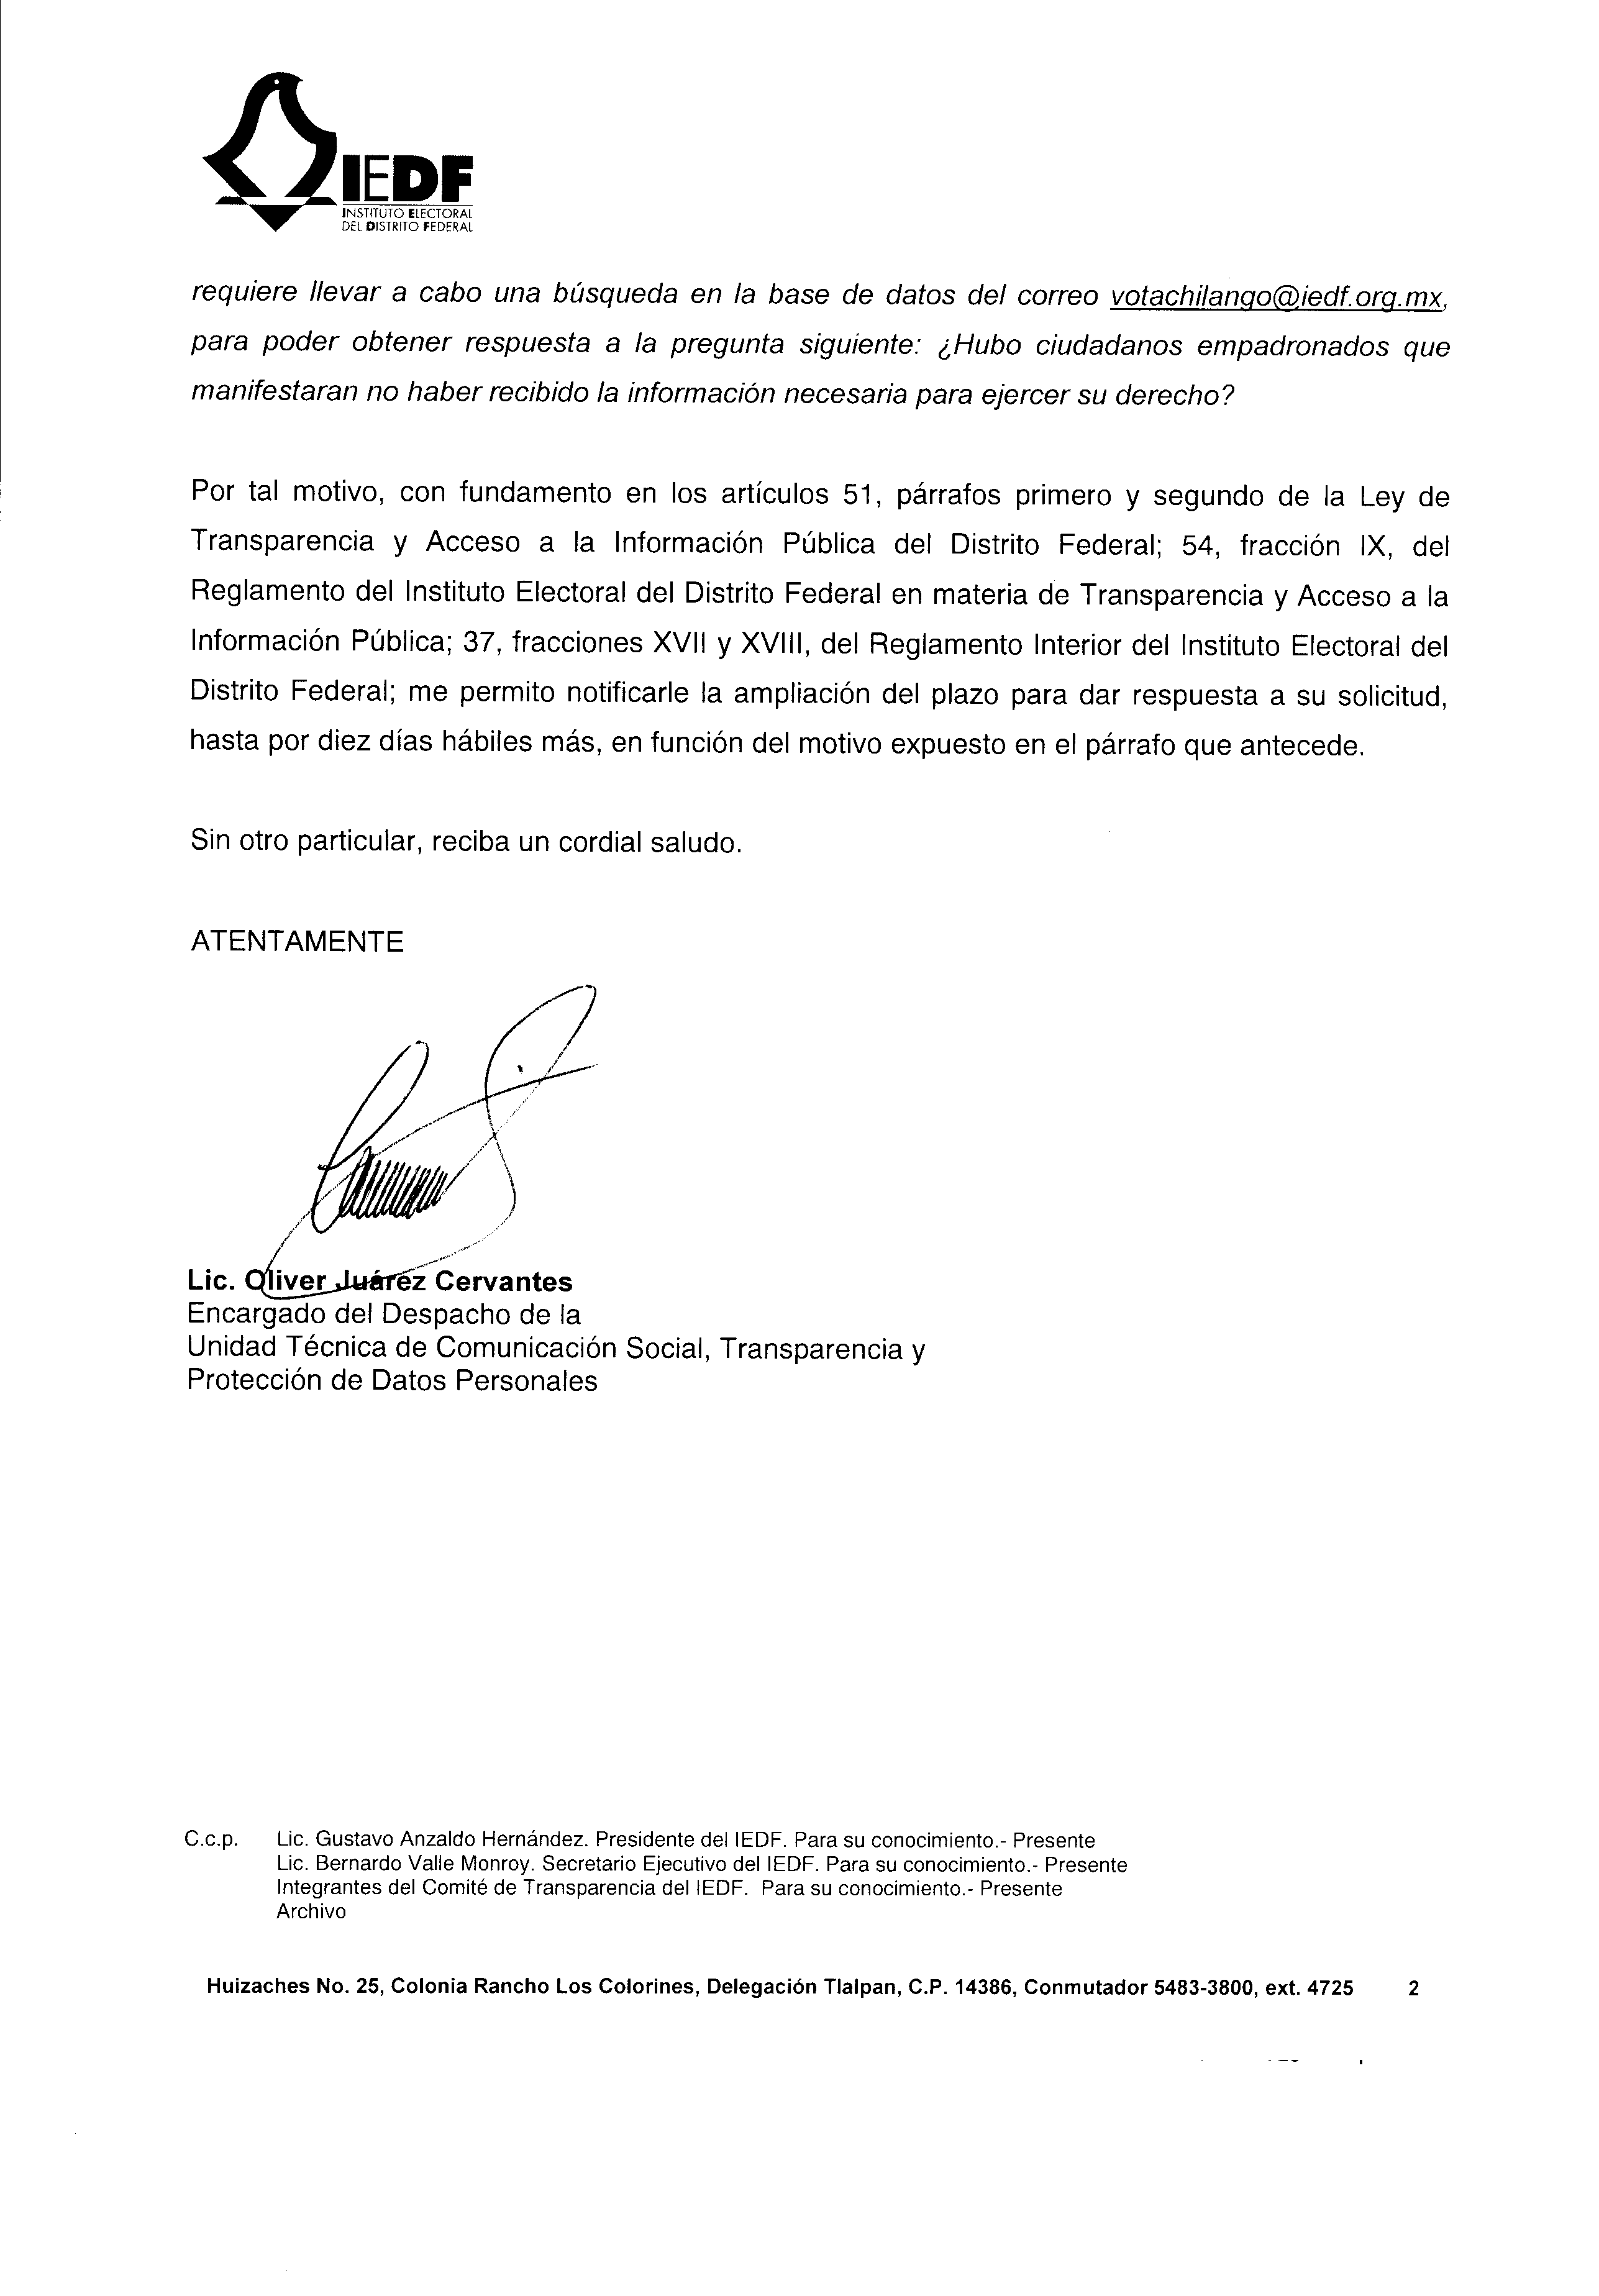 IEDF
INSTITUTO ELECTORAL
DEL DISTRITO FEDERAL
requiere llevar a cabo una búsqueda en la base de datos del correo votachilango@iedf.org.mx,
para poder obtener respuesta a la pregunta siguiente: ¿Hubo ciudadanos empadronados que
manifestaran no haber recibido la información necesaria para ejercer su derecho?
Por tal motivo, con fundamento en los artículos 51, párrafos primero y segundo de la Ley de
Transparencia y Acceso a la Información Pública del Distrito Federal; 54, fracción IX, del
Reglamento del Instituto Electoral del Distrito Federal en materia de Transparencia y Acceso a la
Información Pública; 37, fracciones XVII y XVIII, del Reglamento Interior del Instituto Electoral del
Distrito Federal; me permito notificarle la ampliación del plazo para dar respuesta a su solicitud,
hasta por diez días hábiles más, en función del motivo expuesto en el párrafo que antecede.
Sin otro particular, reciba un cordial saludo.
ATENTAMENTE
Lic. Oliver Juárez Cervantes
Encargado del Despacho de la
Unidad Técnica de Comunicación Social, Transparencia y
Protección de Datos Personales
C.c.p. Lic. Gustavo Anzaldo Hernández. Presidente del IEDF. Para su conocimiento.- Presente
Lic. Bernardo Valle Monroy. Secretario Ejecutivo del IEDF. Para su conocimiento.- Presente
Integrantes del Comité de Transparencia del IEDF. Para su conocimiento.- Presente
Archivo
Huizaches No. 25, Colonia Rancho Los Colorines, Delegación Tlalpan, C.P. 14386, Conmutador 5483-3800, ext. 4725 2